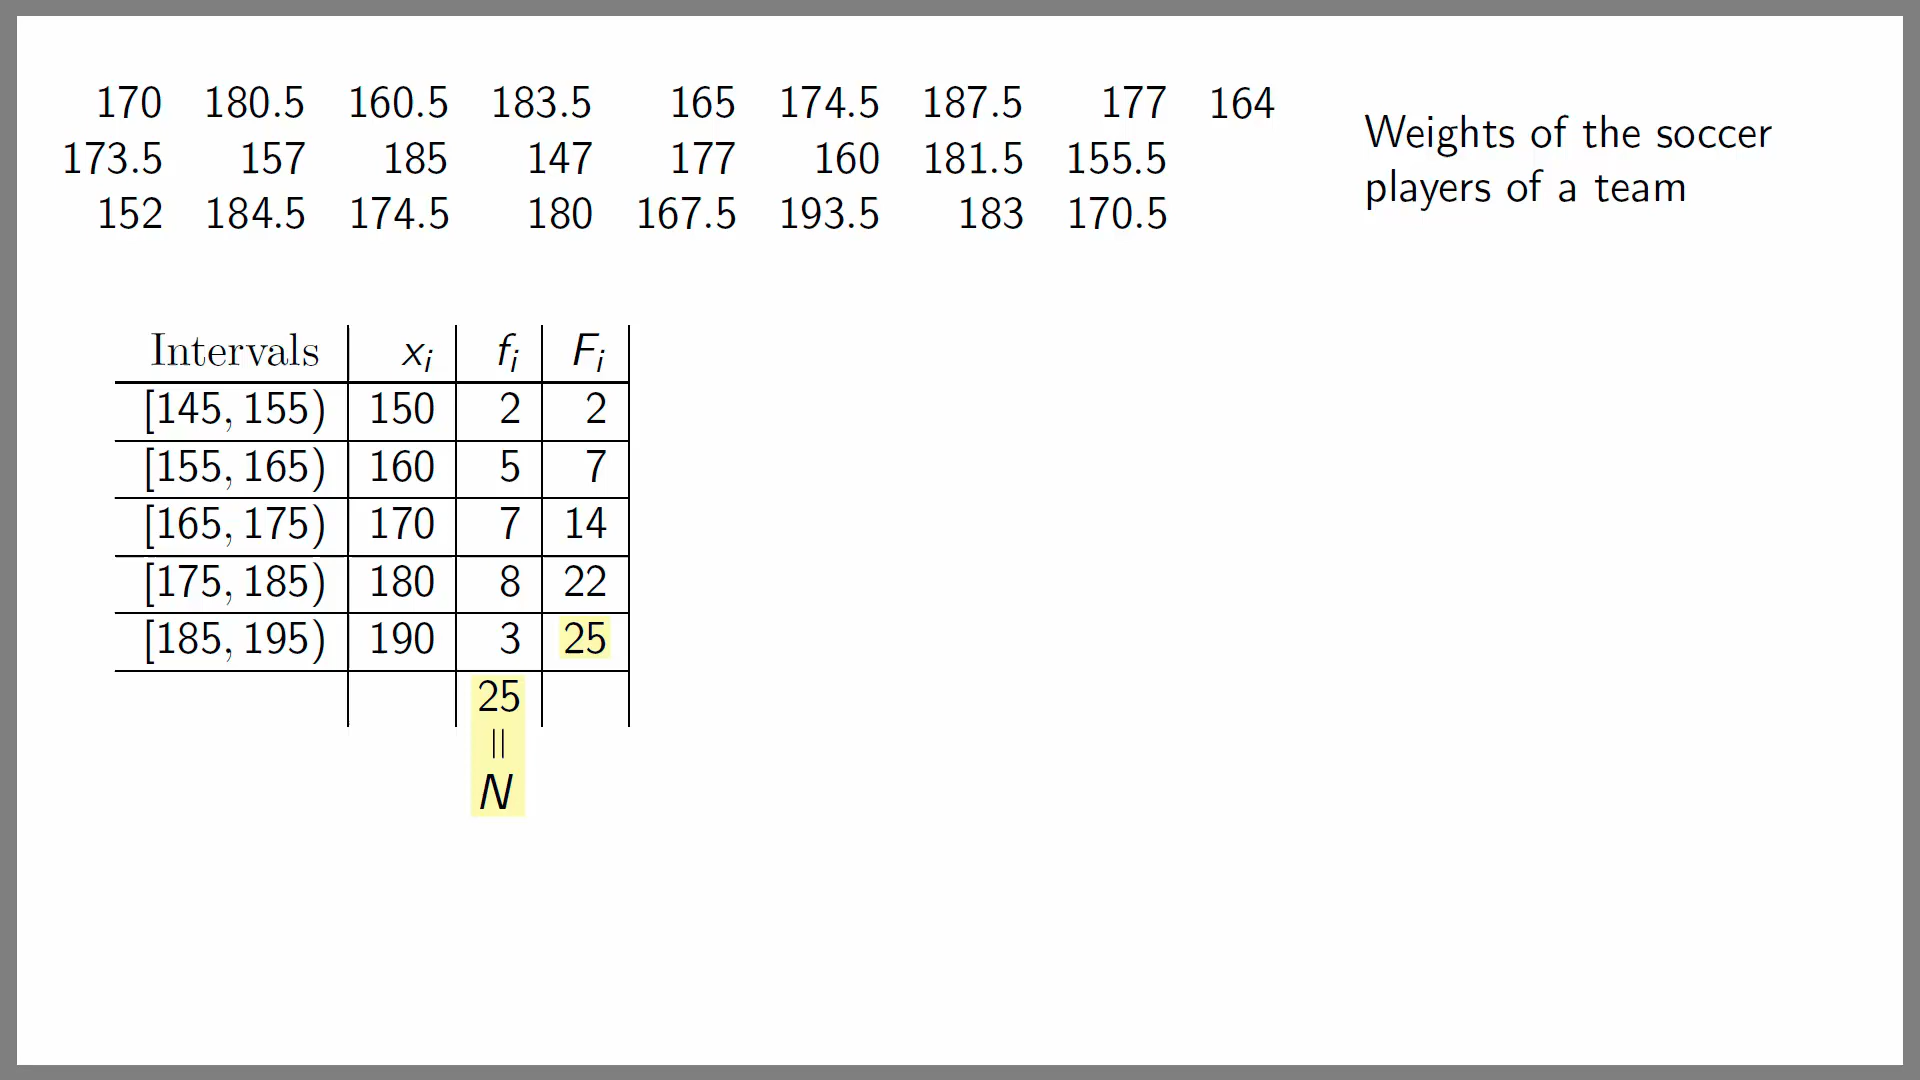 170 180.5 160.5 183.5 165 174.5 187.5 177 164
173.5 157 185 147 177 160 181.5 155.5
152 184.5 174.5 180 167.5 193.5 183 170.5
Weights of the soccer
players of a team
Intervals x_i f_i F_i
[145, 155) 150 2 2
[155, 165) 160 5 7
[165, 175) 170 7 14
[175, 185) 180 8 22
[185, 195) 190 3 25
25
=
N